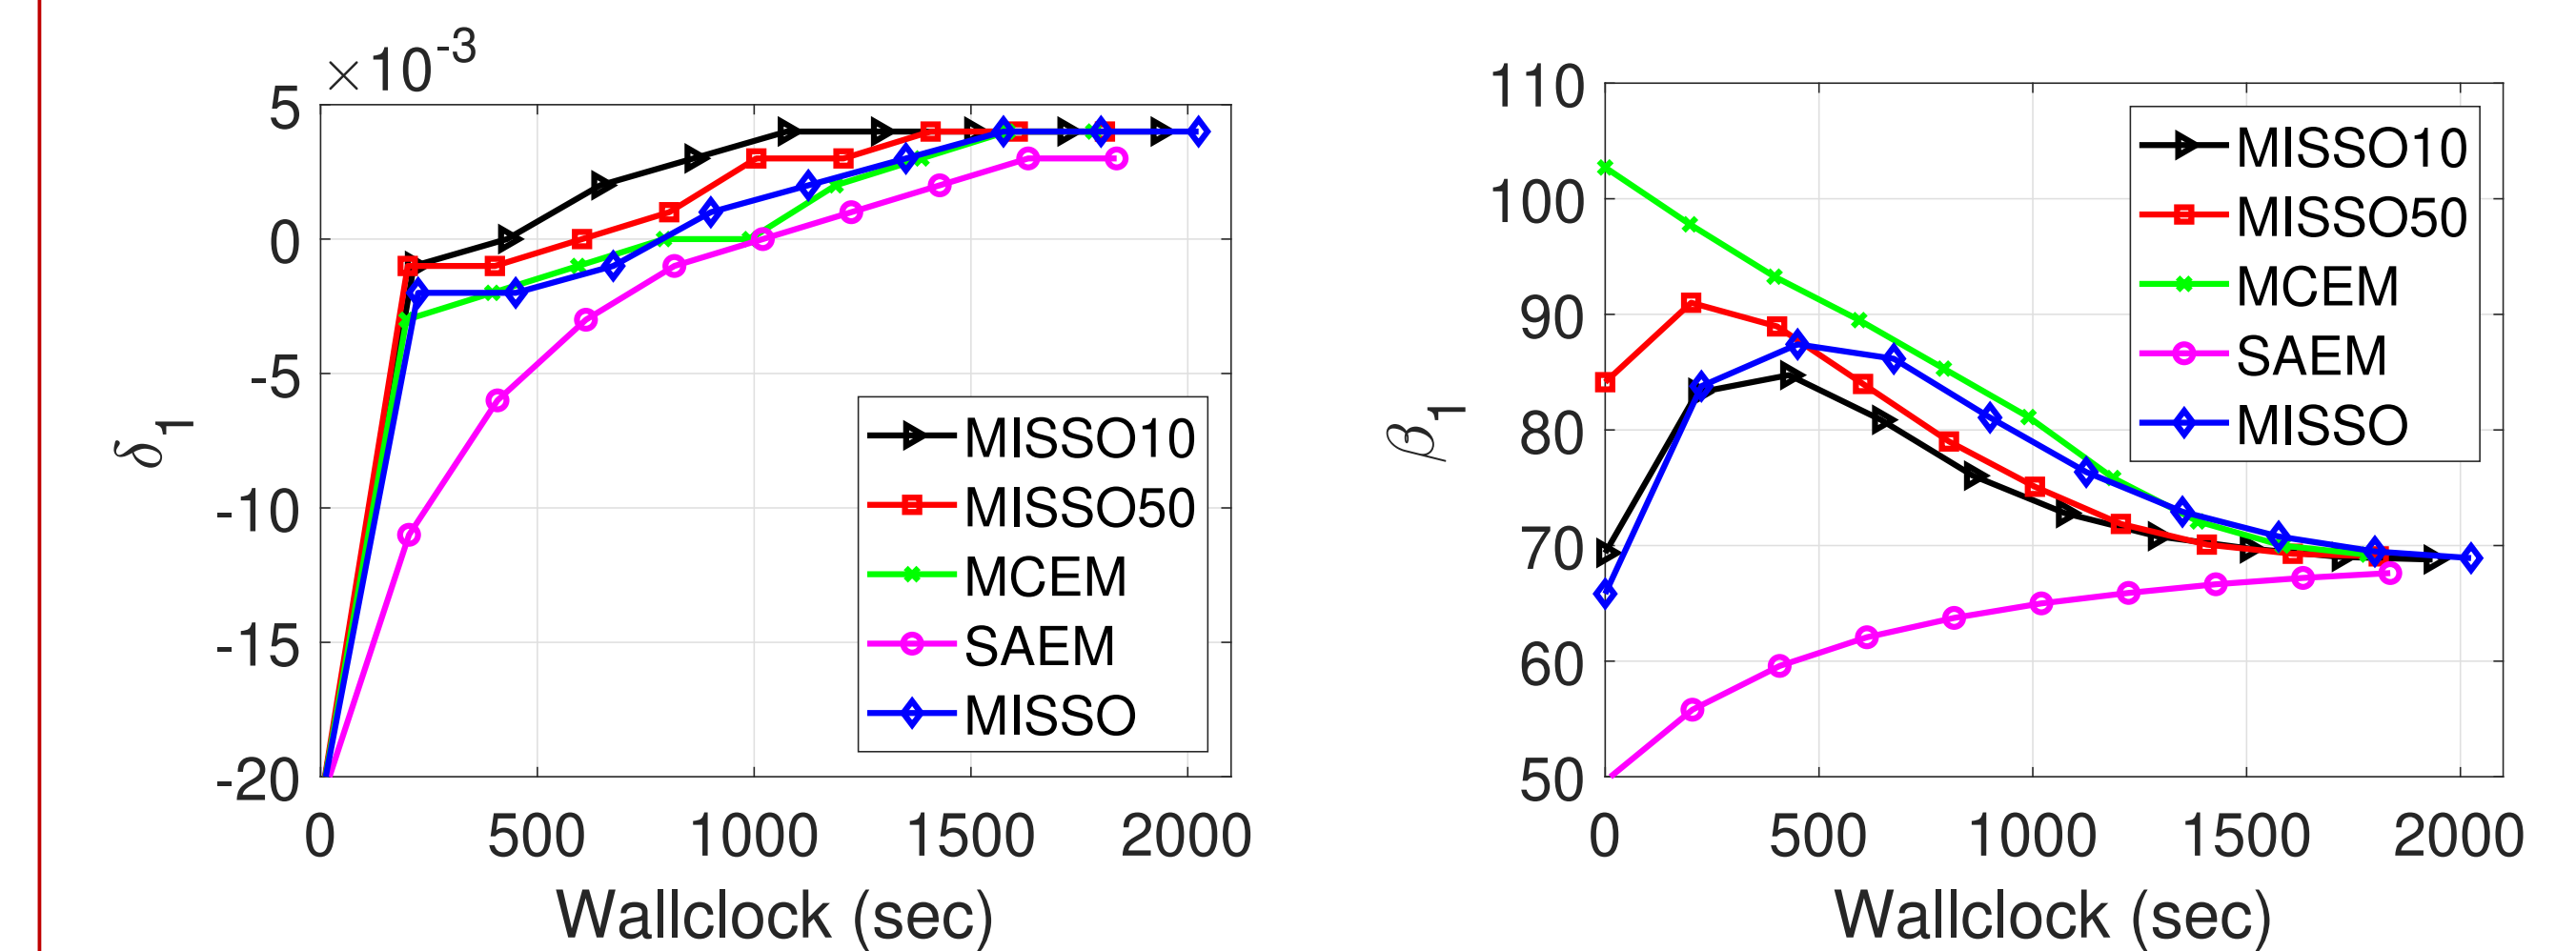 ×10-3
5
0
-5
-10
-15
-20
δ1
0 500 1000 1500 2000
Wallclock (sec)
MISSO10
MISSO50
MCEM
SAEM
MISSO
110
100
90
80
70
60
50
β1
0 500 1000 1500 2000
Wallclock (sec)
MISSO10
MISSO50
MCEM
SAEM
MISSO